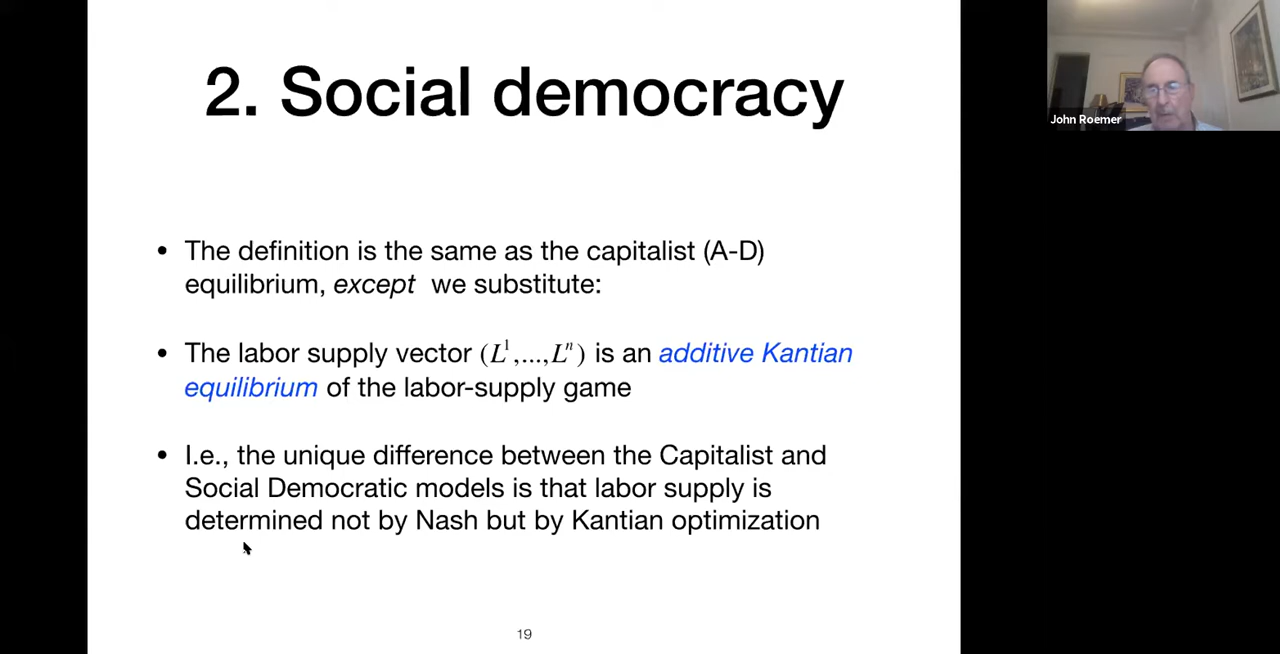 2. Social democracy
John Roemer
• The definition is the same as the capitalist (A-D)
equilibrium, except we substitute:
• The labor supply vector (L¹,...,Lⁿ) is an additive Kantian
equilibrium of the labor-supply game
• I.e., the unique difference between the Capitalist and
Social Democratic models is that labor supply is
determined not by Nash but by Kantian optimization
19